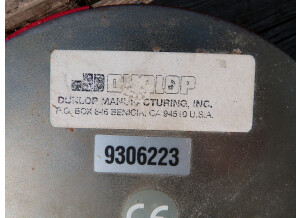 DUNLOP
DUNLOP MANUFACTURING, INC.
P.O. BOX 846 BENICIA, CA 94510 U.S.A.
9306223
CE